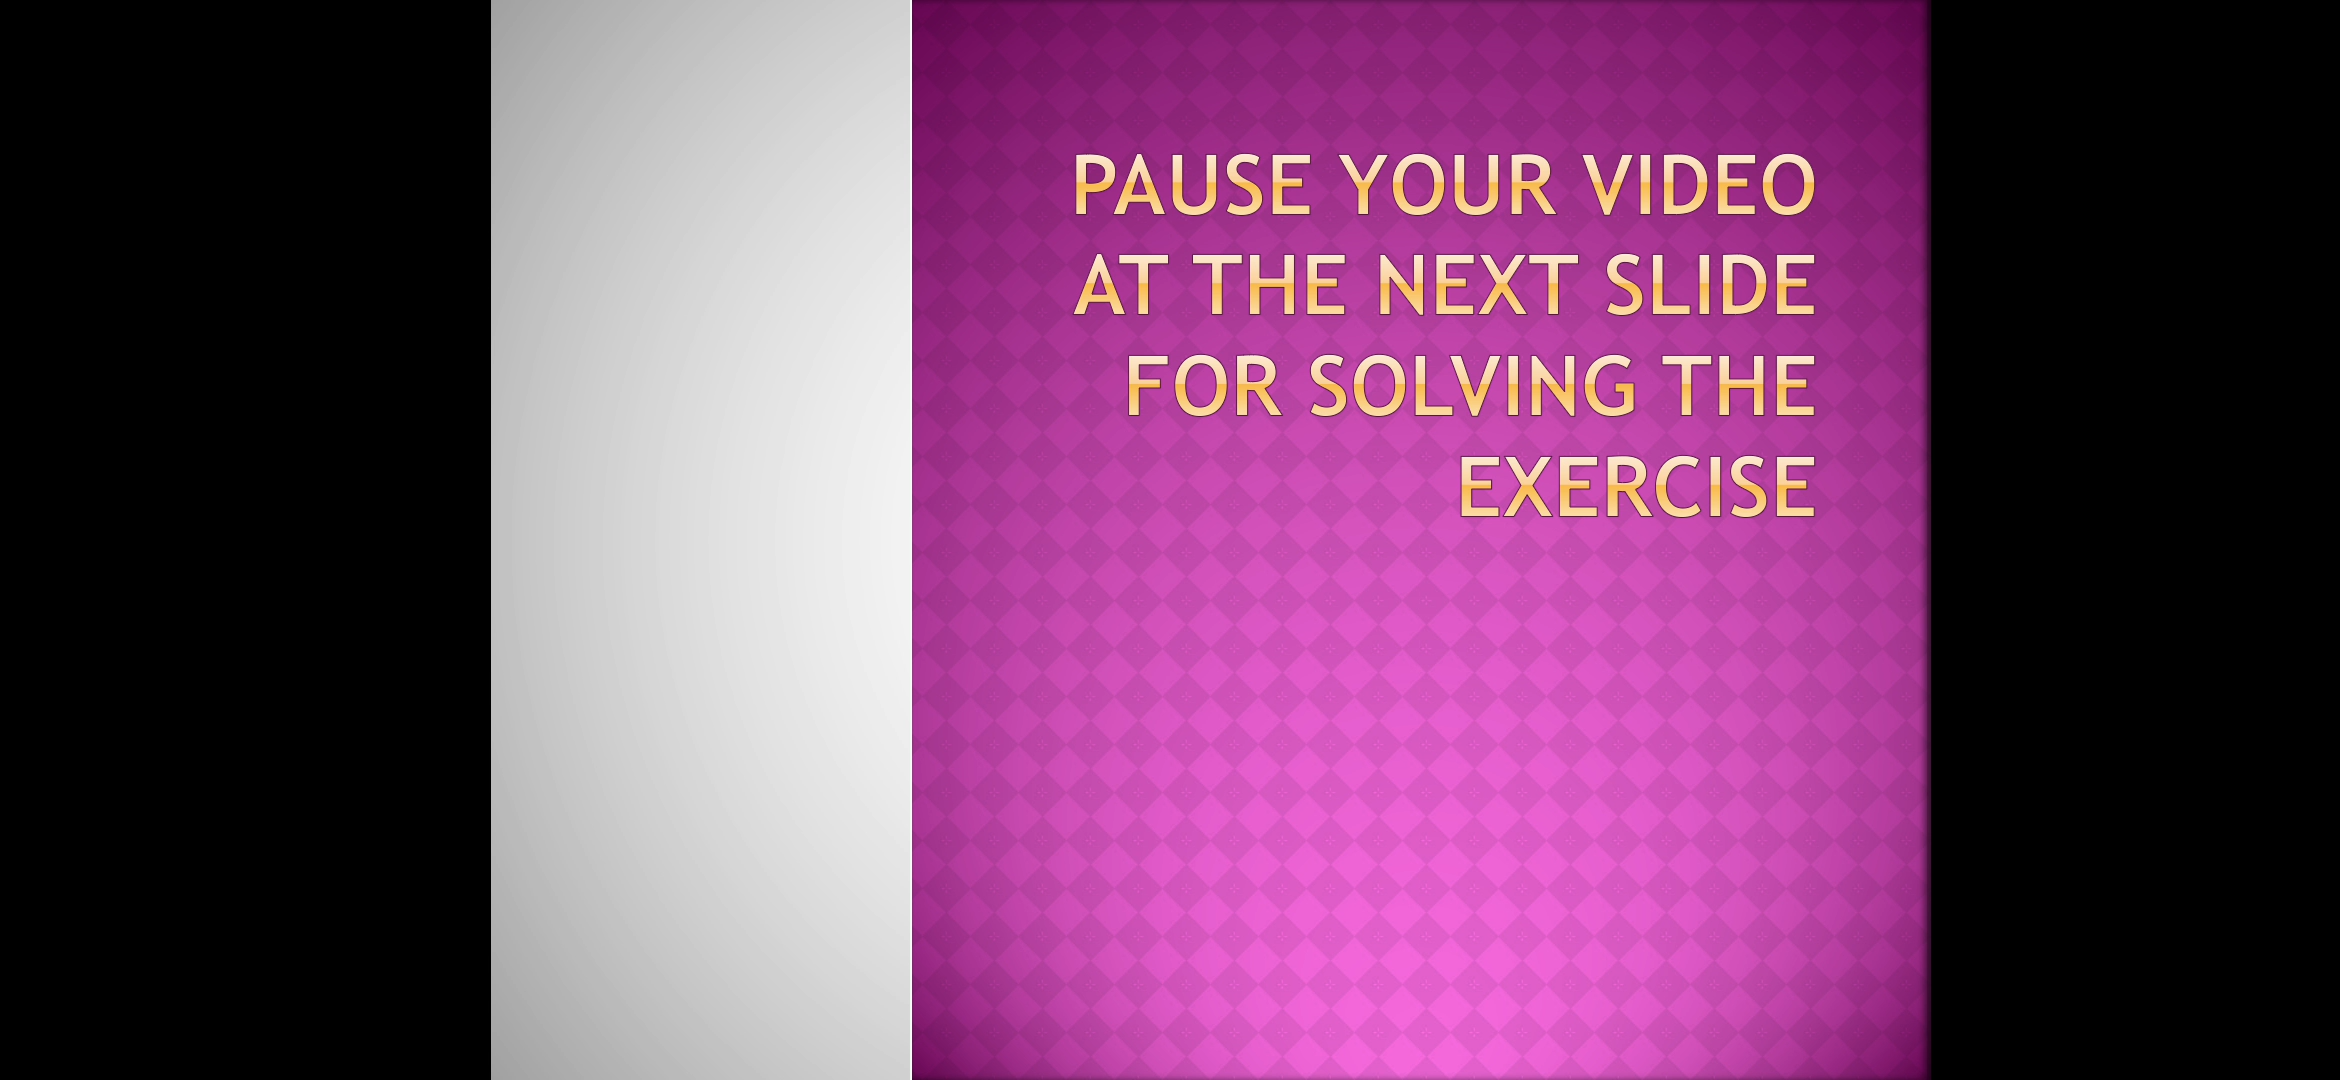 PAUSE YOUR VIDEO
AT THE NEXT SLIDE
FOR SOLVING THE
EXERCISE